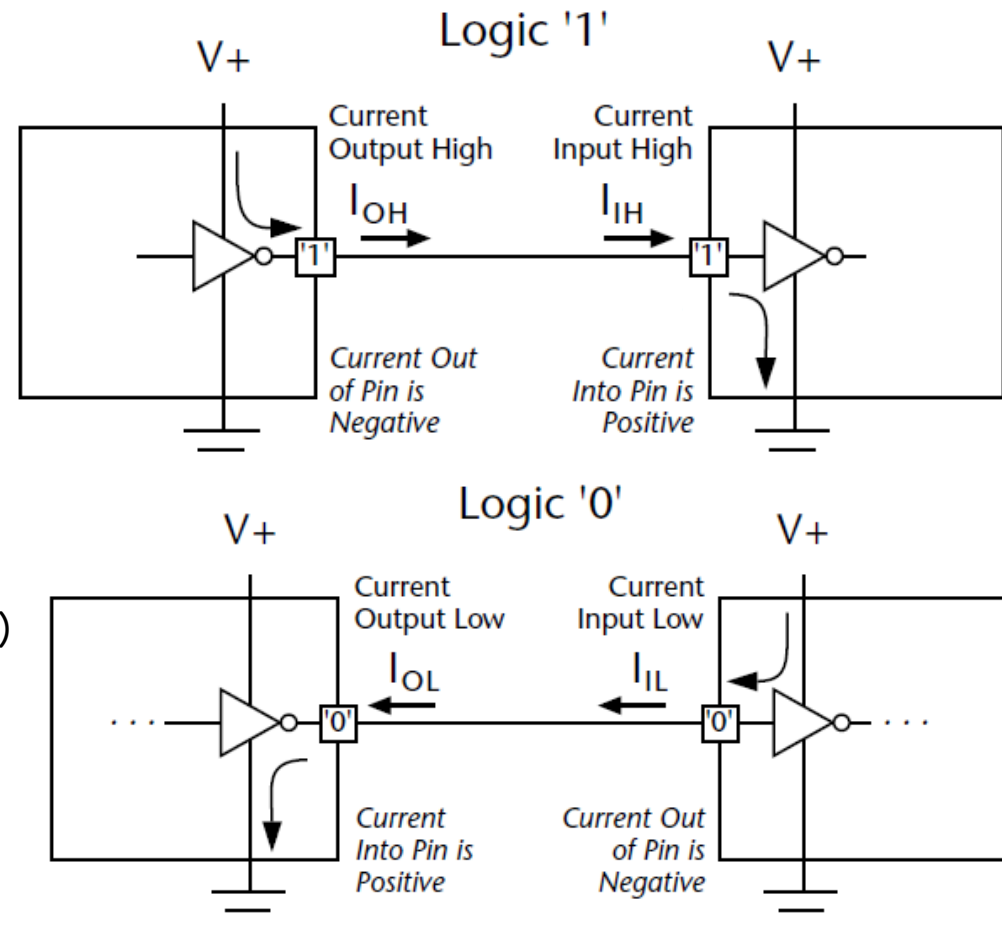 Logic '1'
V+
V+
Current
Output High
Current
Input High
IOH
IIH
'1'
'1'
Current Out
of Pin is
Negative
Current
Into Pin is
Positive
Logic '0'
V+
V+
)
Current
Output Low
Current
Input Low
IOL
IIL
...
'0'
'0'
...
Current
Into Pin is
Positive
Current Out
of Pin is
Negative